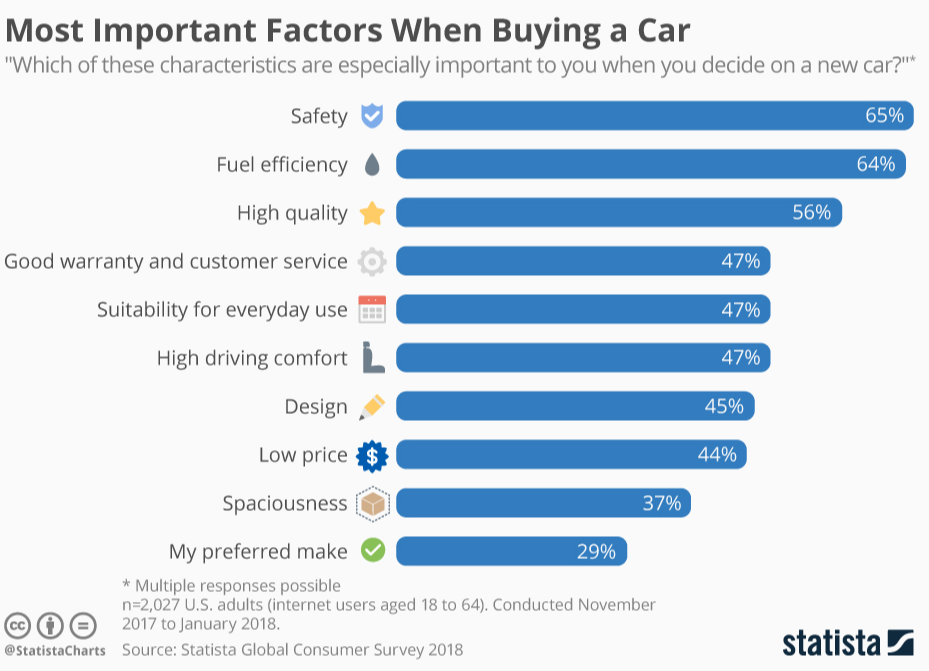 Most Important Factors When Buying a Car
"Which of these characteristics are especially important to you when you decide on a new car?"*
Safety 65%
Fuel efficiency 64%
High quality 56%
Good warranty and customer service 47%
Suitability for everyday use 47%
High driving comfort 47%
Design 45%
Low price $ 44%
Spaciousness 37%
My preferred make 29%
* Multiple responses possible
n=2,027 U.S. adults (internet users aged 18 to 64). Conducted November
2017 to January 2018.
cc =
@StatistaCharts Source: Statista Global Consumer Survey 2018
statista